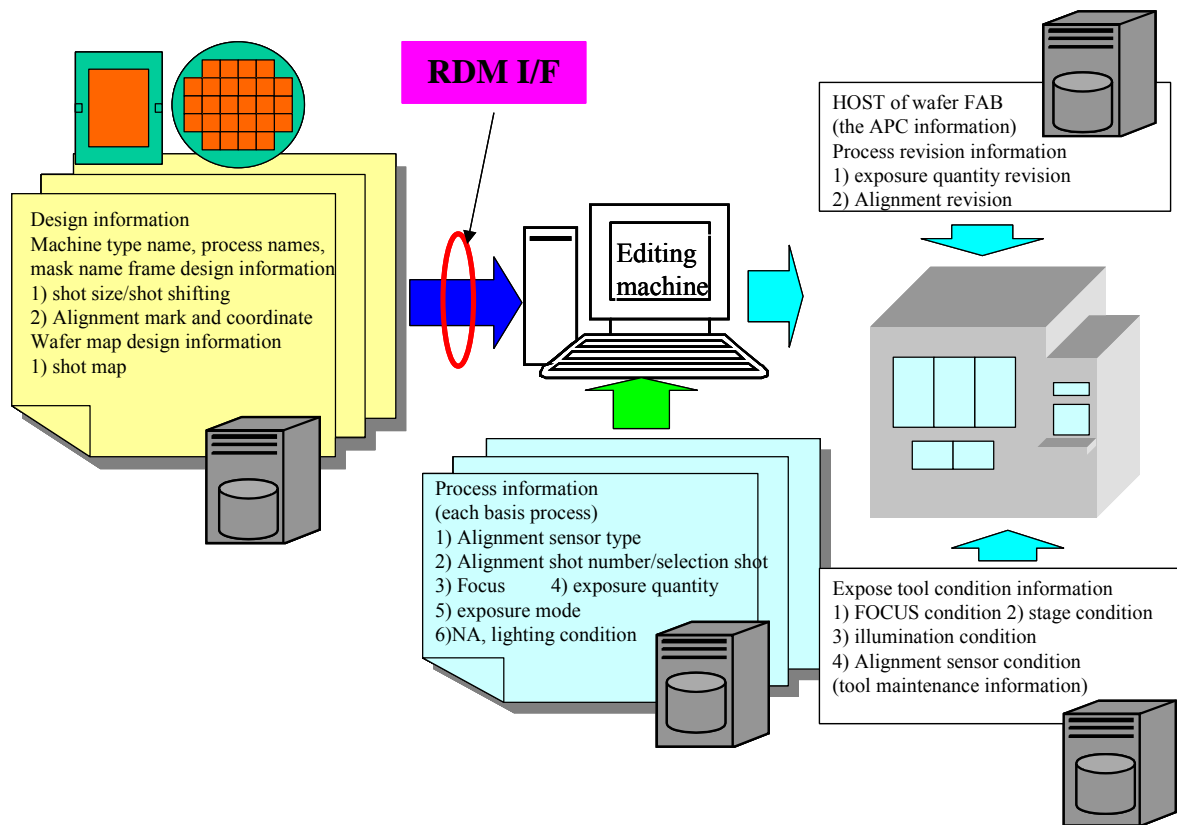 RDM I/F
Design information
Machine type name, process names,
mask name frame design information
1) shot size/shot shifting
2) Alignment mark and coordinate
Wafer map design information
1) shot map
Editing
machine
HOST of wafer FAB
(the APC information)
Process revision information
1) exposure quantity revision
2) Alignment revision
Process information
(each basis process)
1) Alignment sensor type
2) Alignment shot number/selection shot
3) Focus 4) exposure quantity
5) exposure mode
6)NA, lighting condition
Expose tool condition information
1) FOCUS condition 2) stage condition
3) illumination condition
4) Alignment sensor condition
(tool maintenance information)